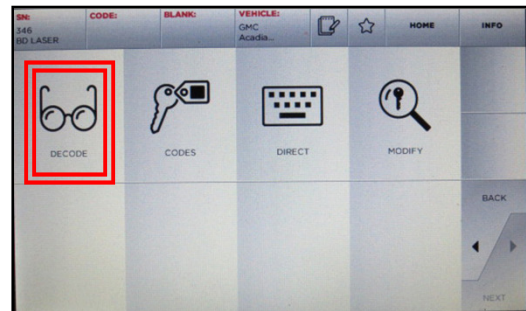 SN: CODE: BLANK: VEHICLE:
346 GMC HOME INFO
BD LASER Acadia...
DECODE CODES DIRECT MODIFY
BACK
NEXT